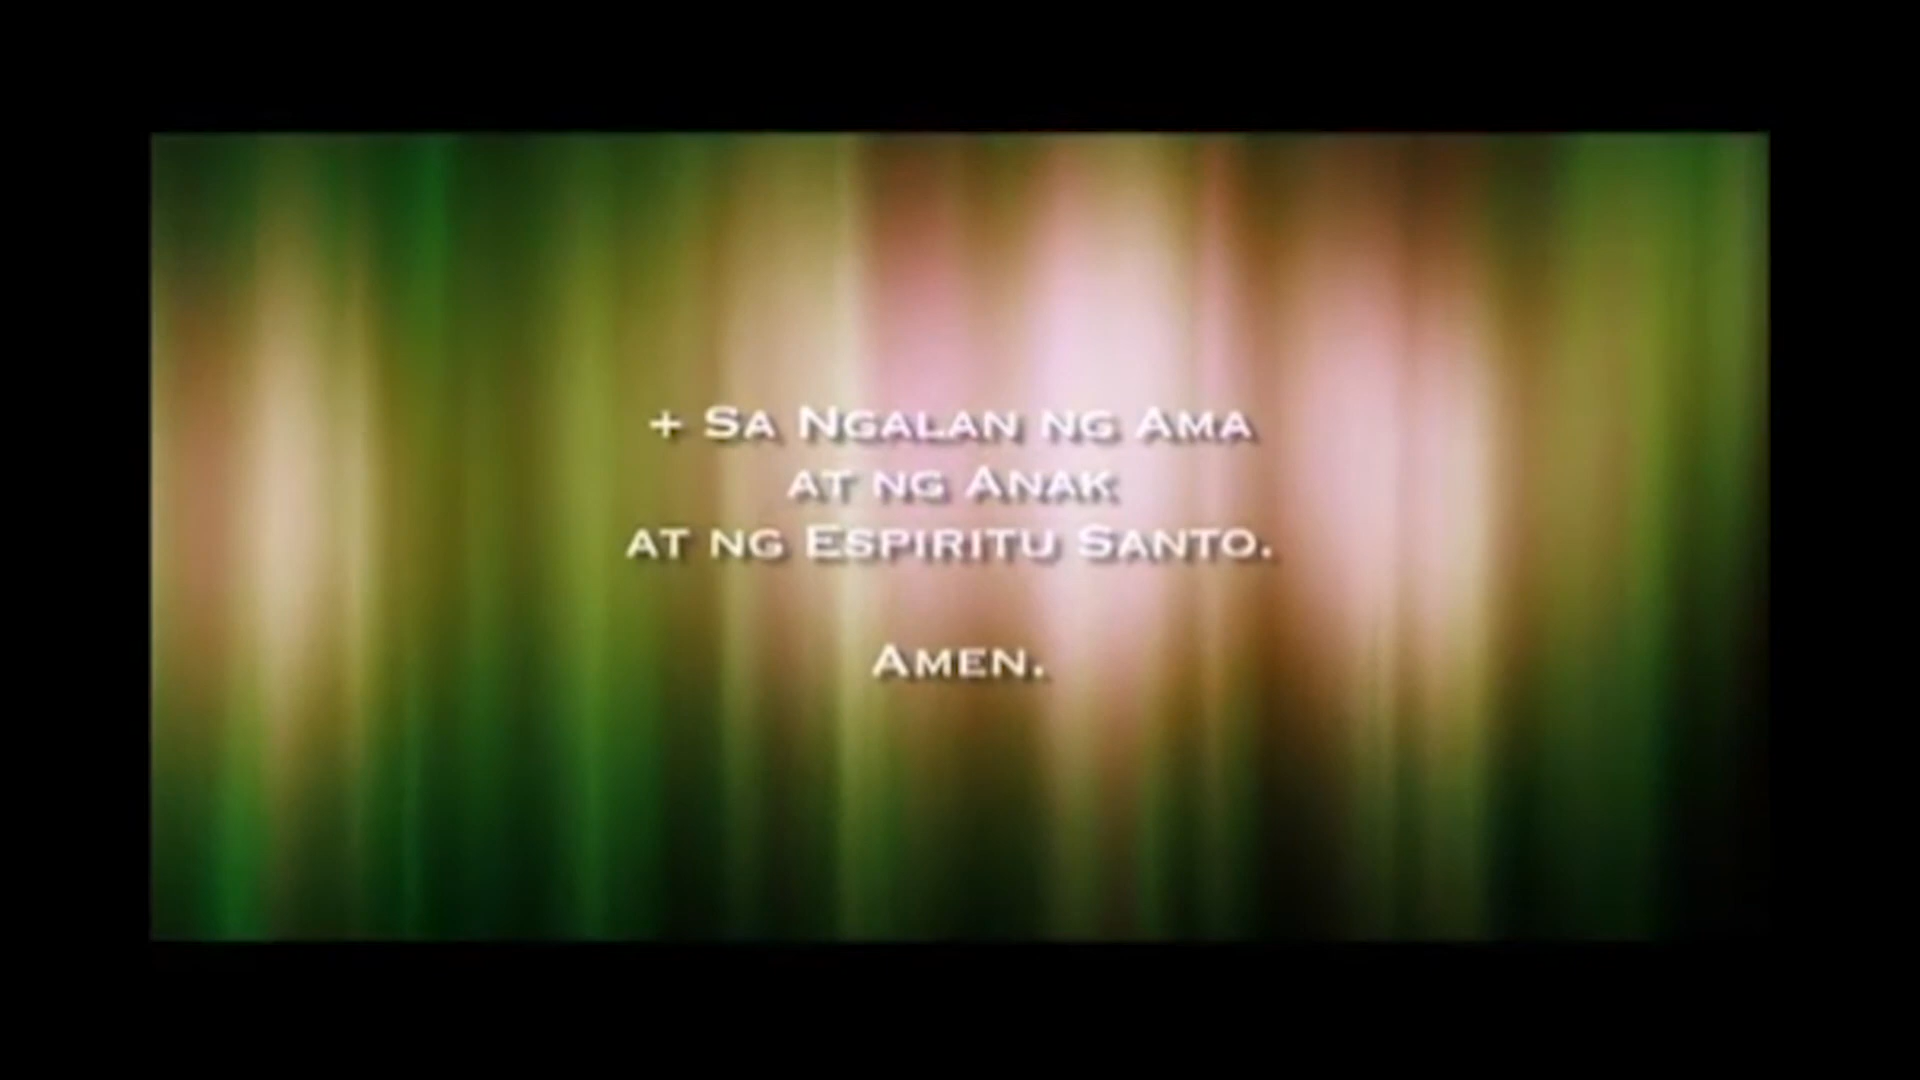 + Sa Ngalan ng Ama
at ng Anak
at ng Espiritu Santo.
Amen.